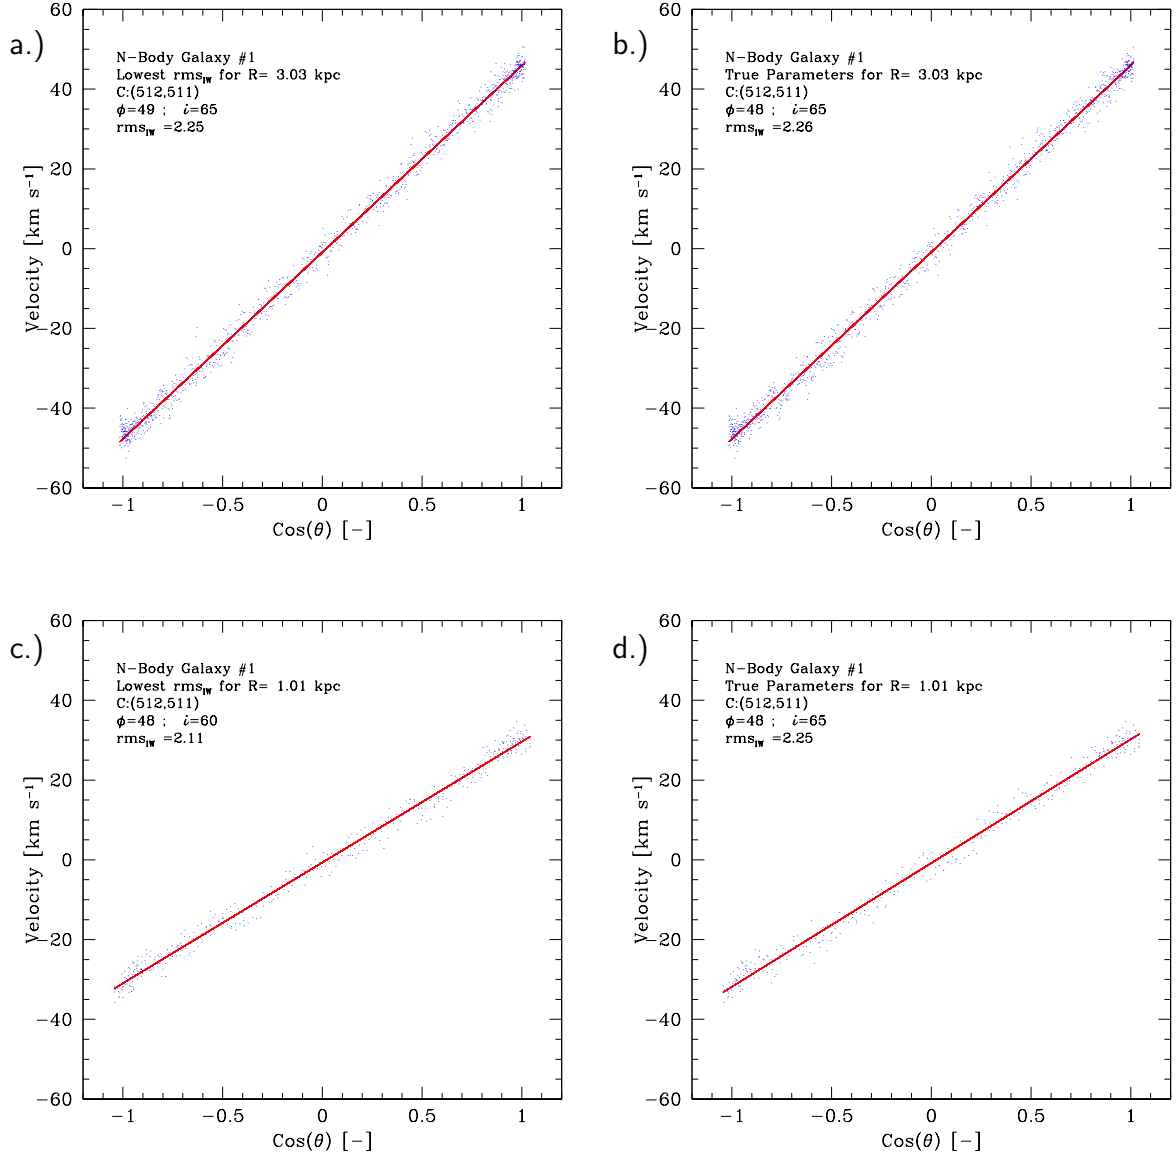 a.)
N-Body Galaxy #1
Lowest rms_IW for R= 3.03 kpc
C:(512,511)
ϕ=49 ; i=65
rms_IW =2.25
60
40
20
0
−20
−40
−60
Velocity [km s⁻¹]
−1 −0.5 0 0.5 1
Cos(θ) [−]
b.)
N-Body Galaxy #1
True Parameters for R= 3.03 kpc
C:(512,511)
ϕ=48 ; i=65
rms_IW =2.26
60
40
20
0
−20
−40
−60
Velocity [km s⁻¹]
−1 −0.5 0 0.5 1
Cos(θ) [−]
c.)
N-Body Galaxy #1
Lowest rms_IW for R= 1.01 kpc
C:(512,511)
ϕ=48 ; i=60
rms_IW =2.11
60
40
20
0
−20
−40
−60
Velocity [km s⁻¹]
−1 −0.5 0 0.5 1
Cos(θ) [−]
d.)
N-Body Galaxy #1
True Parameters for R= 1.01 kpc
C:(512,511)
ϕ=48 ; i=65
rms_IW =2.25
60
40
20
0
−20
−40
−60
Velocity [km s⁻¹]
−1 −0.5 0 0.5 1
Cos(θ) [−]